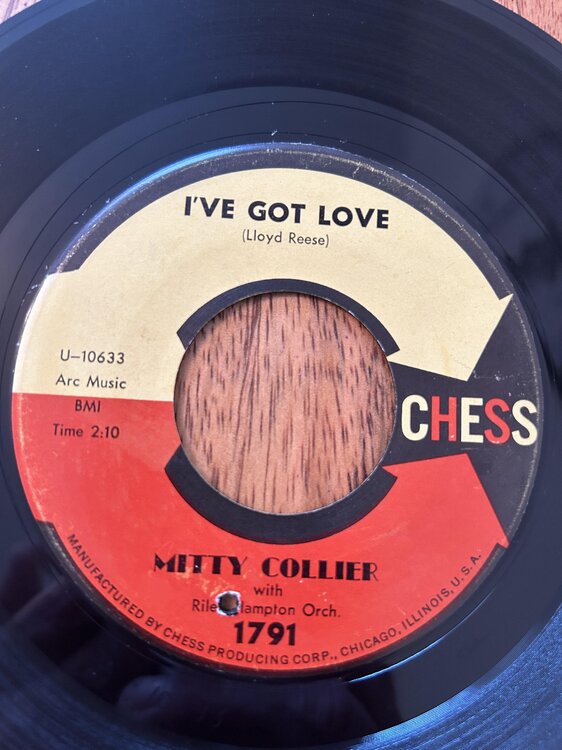 I'VE GOT LOVE
(Lloyd Reese)
U–10633
Arc Music
BMI
Time 2:10
CHESS
MITTY COLLIER
with
Orch.
1791
MANUFACTURED BY CHESS PRODUCING CORP., CHICAGO, ILLINOIS, U.S.A.